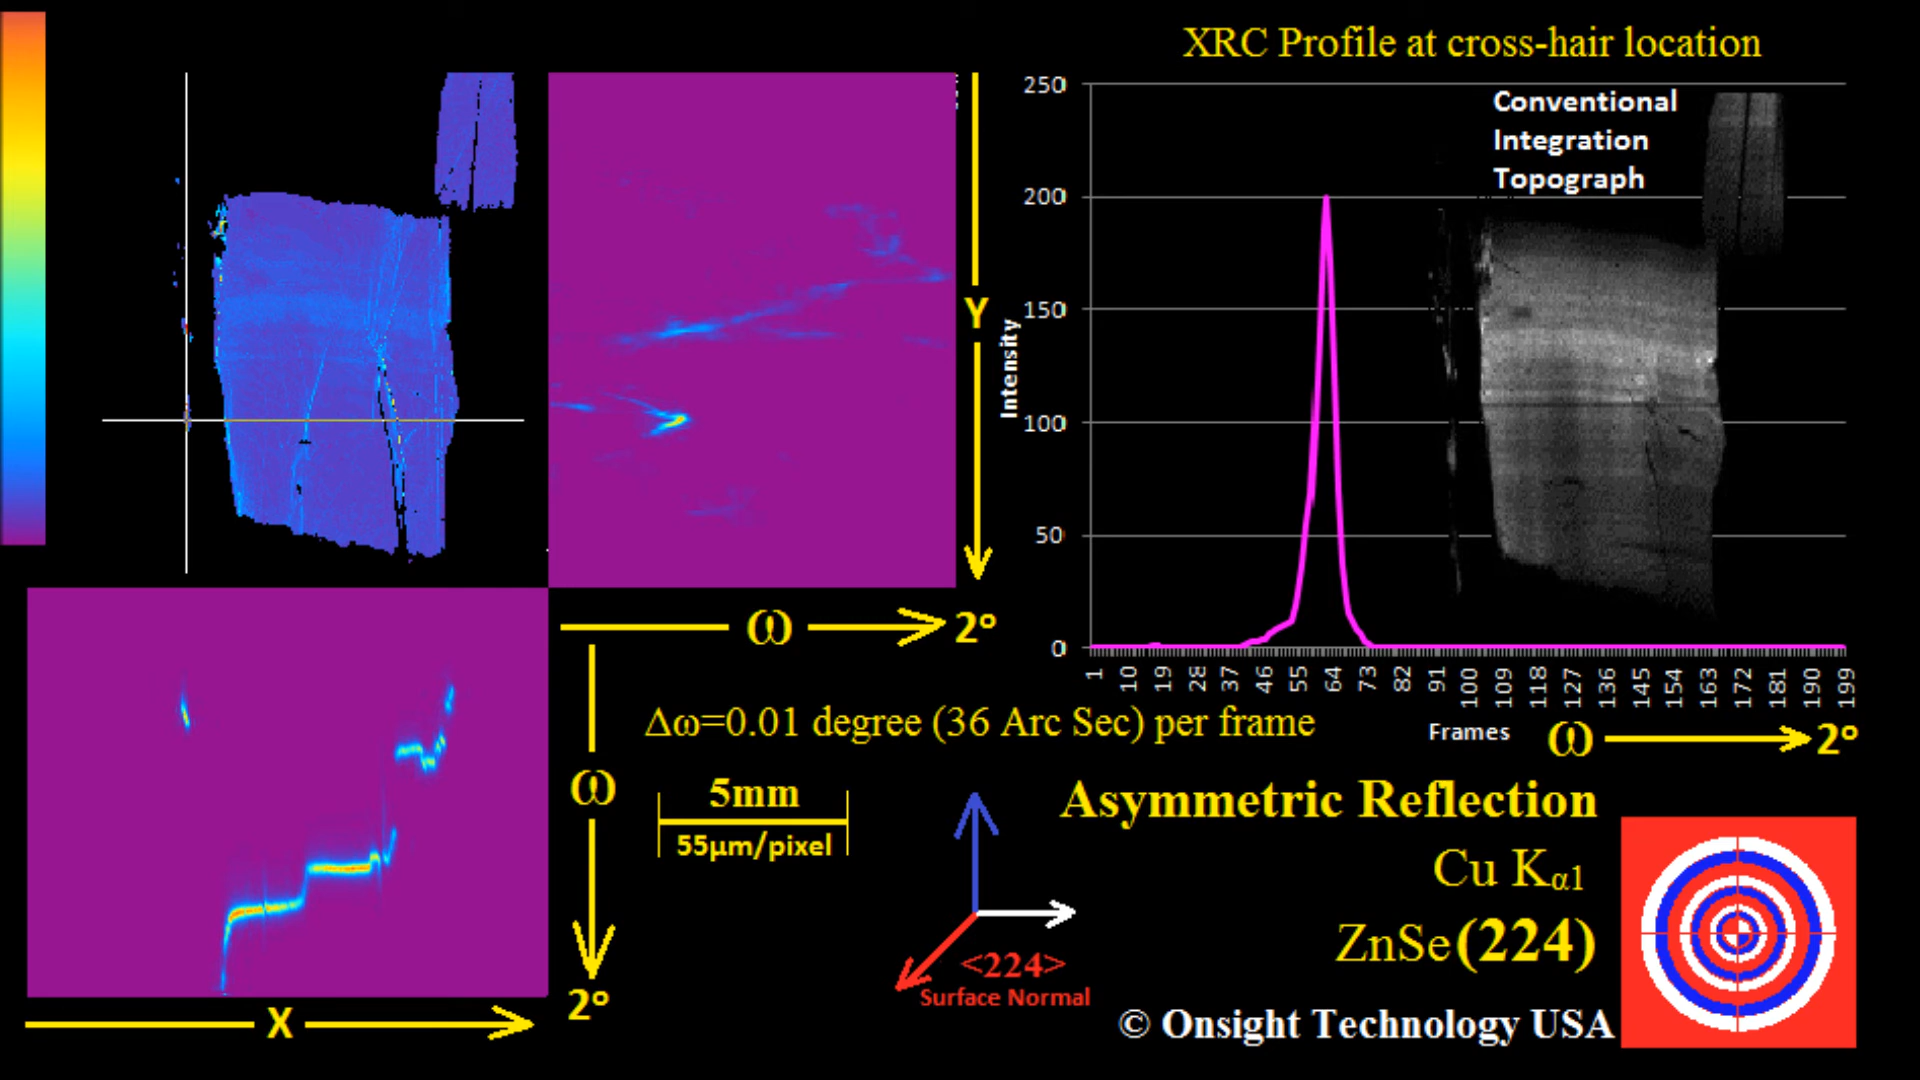 XRC Profile at cross-hair location
250
200
150
100
50
0
Intensity
Conventional
Integration
Topograph
1 10 19 28 37 46 55 64 73 82 91 100 109 118 127 136 145 154 163 172 181 190 199
Frames
ω
2°
Y
ω
2°
Δω=0.01 degree (36 Arc Sec) per frame
ω
2°
X
5mm
55μm/pixel
<224>
Surface Normal
Asymmetric Reflection
Cu Kα1
ZnSe(224)
© Onsight Technology USA